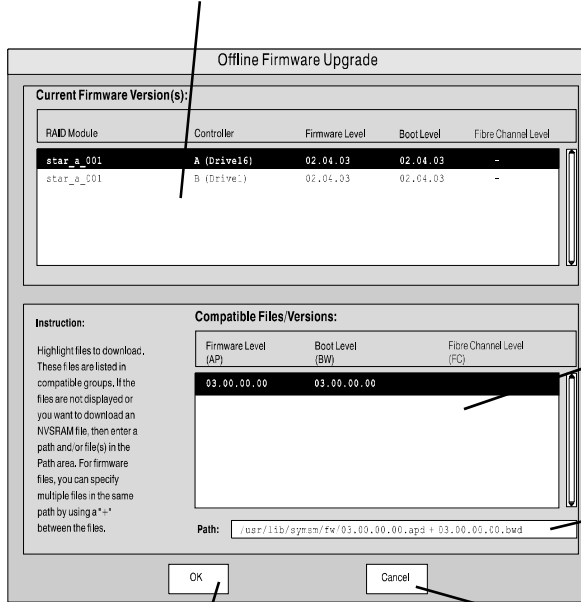 Offline Firmware Upgrade
Current Firmware Version(s):
RAID Module Controller Firmware Level Boot Level Fibre Channel Level
star_a_001 A (Drive16) 02.04.03 02.04.03 -
star_a_001 B (Drive1) 02.04.03 02.04.03 -
Instruction:
Highlight files to download.
These files are listed in
compatible groups. If the
files are not displayed or
you want to download an
NVSRAM file, then enter a
path and/or file(s) in the
Path area. For firmware
files, you can specify
multiple files in the same
path by using a "+"
between the files.
Compatible Files/Versions:
Firmware Level Boot Level Fibre Channel Level
(AP) (BW) (FC)
03.00.00.00 03.00.00.00
Path: /usr/lib/symsm/fw/03.00.00.00.apd + 03.00.00.00.bwd
OK Cancel